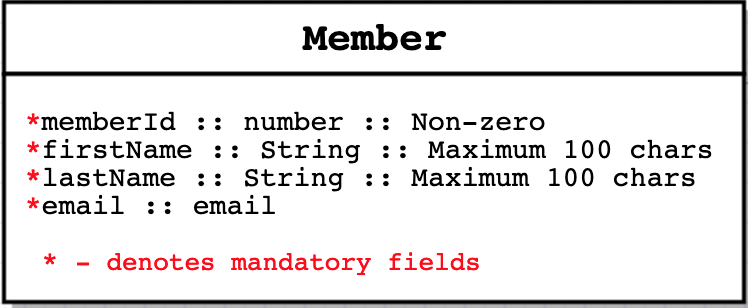 Member
*memberId :: number :: Non-zero
*firstName :: String :: Maximum 100 chars
*lastName :: String :: Maximum 100 chars
*email :: email
* - denotes mandatory fields